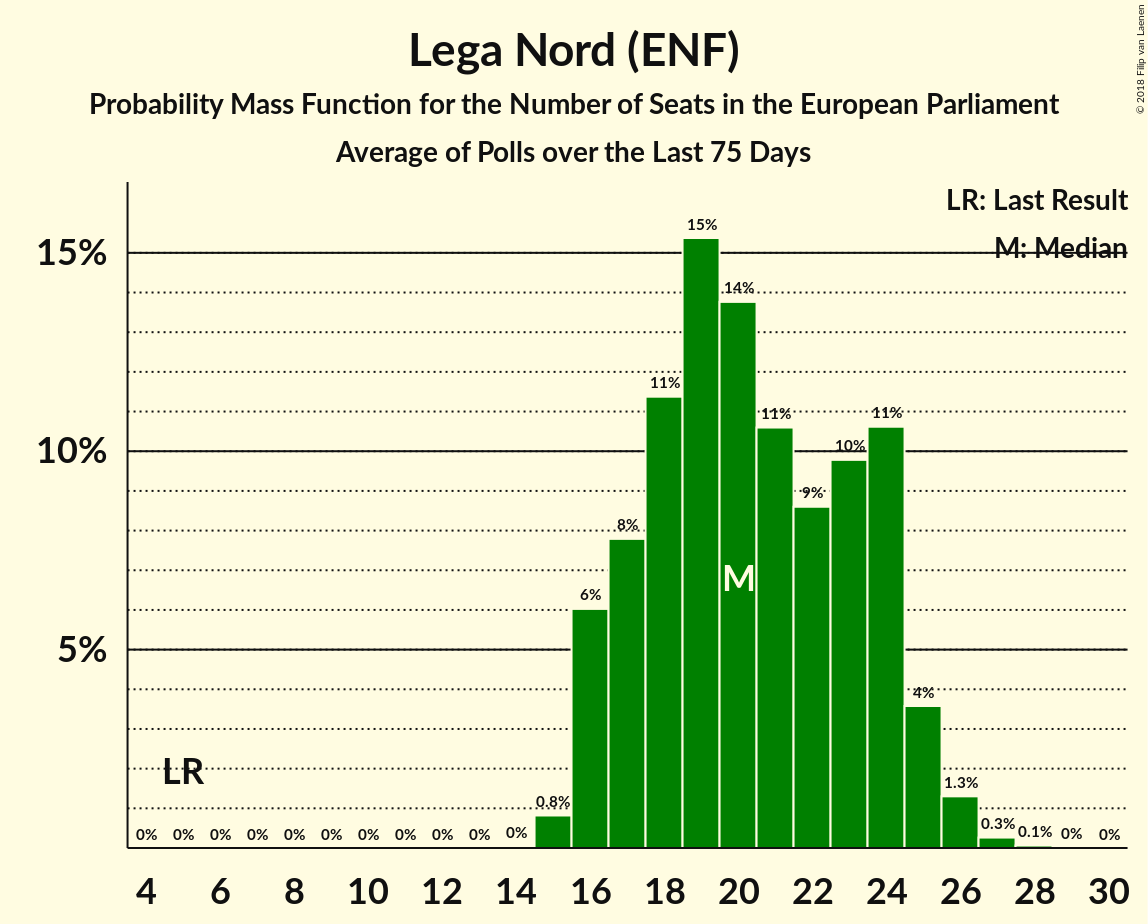 Lega Nord (ENF)
Probability Mass Function for the Number of Seats in the European Parliament
Average of Polls over the Last 75 Days
© 2018 Filip van Laenen
LR: Last Result
M: Median
15%
10%
5%
0% 0% 0% 0% 0% 0% 0% 0% 0% 0% 0% 0.8% 6% 8% 11% 15% 14% 11% 9% 10% 11% 4% 1.3% 0.3% 0.1% 0% 0%
LR
M
4 6 8 10 12 14 16 18 20 22 24 26 28 30